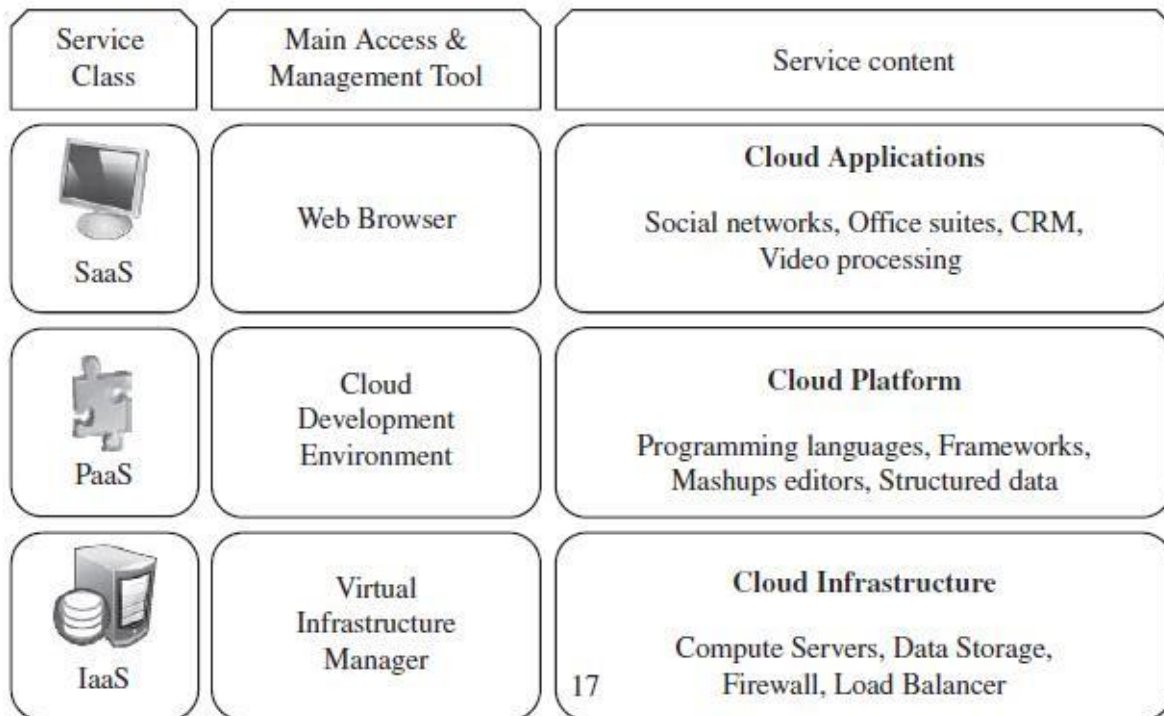 Service
Class
Main Access &
Management Tool
Service content
SaaS
Web Browser
Cloud Applications
Social networks, Office suites, CRM,
Video processing
PaaS
Cloud
Development
Environment
Cloud Platform
Programming languages, Frameworks,
Mashups editors, Structured data
IaaS
Virtual
Infrastructure
Manager
17
Cloud Infrastructure
Compute Servers, Data Storage,
Firewall, Load Balancer